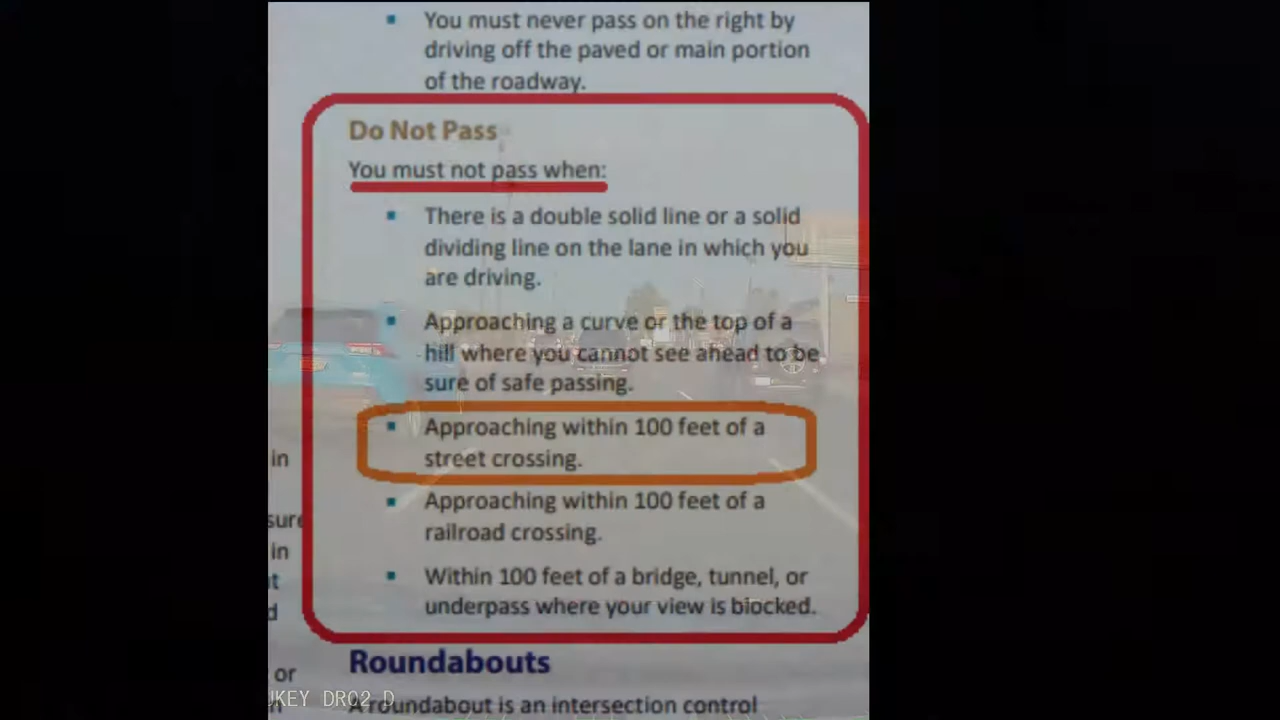 You must never pass on the right by
driving off the paved or main portion
of the roadway.
Do Not Pass
You must not pass when:
There is a double solid line or a solid
dividing line on the lane in which you
are driving.
Approaching a curve or the top of a
hill where you cannot see ahead to be
sure of safe passing.
Approaching within 100 feet of a
street crossing.
Approaching within 100 feet of a
railroad crossing.
Within 100 feet of a bridge, tunnel, or
underpass where your view is blocked.
Roundabouts
A roundabout is an intersection control
in
in
or